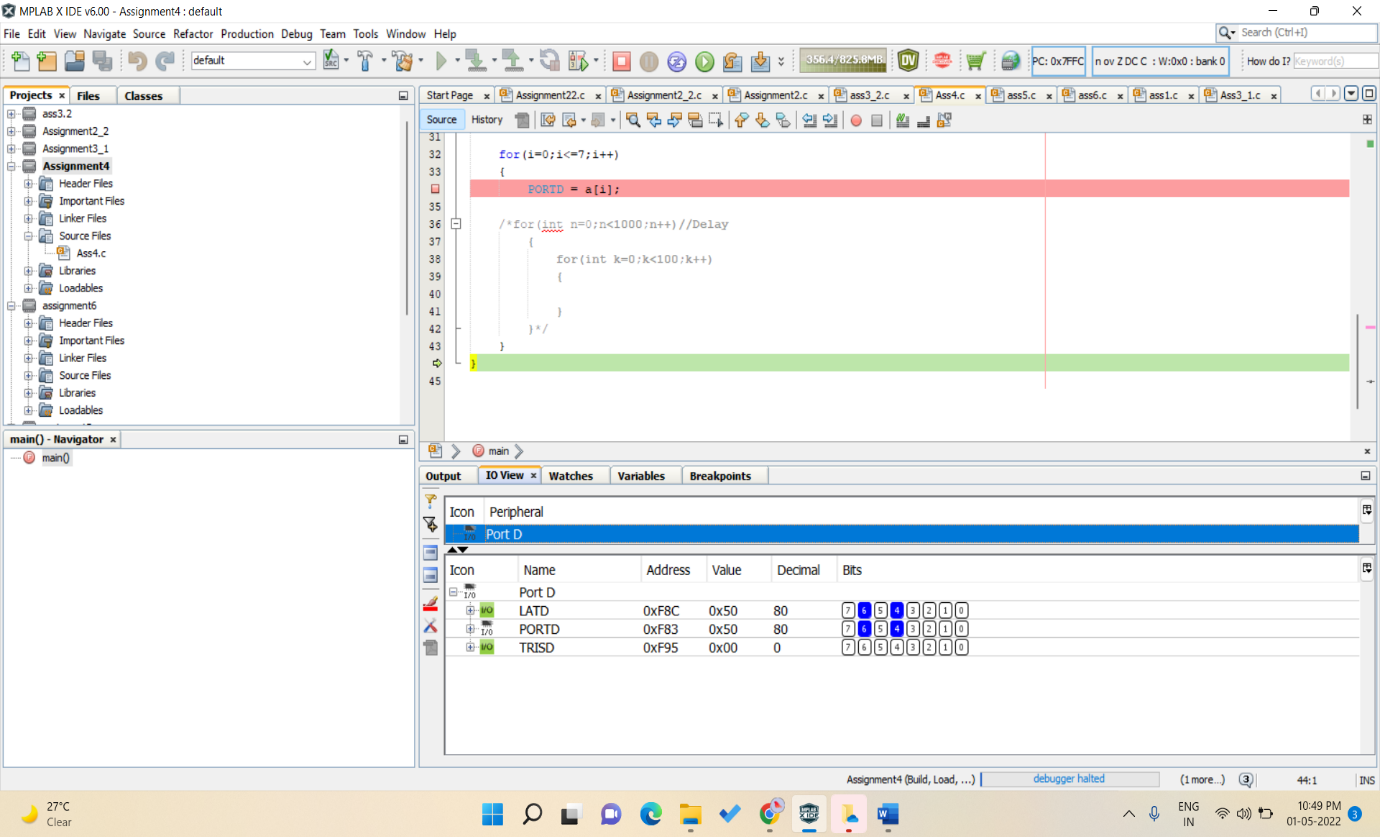 MPLAB X IDE v6.00 - Assignment4 : default
File Edit View Navigate Source Refactor Production Debug Team Tools Window Help
Search (Ctrl+I)
default
356.4/825.8MB
DV
PC: 0x7FFC
n ov Z DC C : W:0x0 : bank 0
How do I?
Keyword(s)
Projects × Files Classes
Start Page × Assignment22.c × Assignment2_2.c × Assignment2.c × ass3_2.c × Ass4.c × ass5.c × ass6.c × ass1.c × Ass3_1.c ×
Source History
ass3.2
Assignment2_2
Assignment3_1
Assignment4
Header Files
Important Files
Linker Files
Source Files
Ass4.c
Libraries
Loadables
assignment6
Header Files
Important Files
Linker Files
Source Files
Libraries
Loadables
31
32 for(i=0;i<=7;i++)
33 {
PORTD = a[i];
35
36 /*for(int n=0;n<1000;n++)//Delay
37 {
38 for(int k=0;k<100;k++)
39 {
40
41 }
42 }*/
43 }
}
45
main
main() - Navigator ×
main()
Output IO View × Watches Variables Breakpoints
Icon Peripheral
I/O Port D
Icon Name Address Value Decimal Bits
I/O Port D
I/O LATD 0xF8C 0x50 80 7 6 5 4 3 2 1 0
I/O PORTD 0xF83 0x50 80 7 6 5 4 3 2 1 0
I/O TRISD 0xF95 0x00 0 7 6 5 4 3 2 1 0
Assignment4 (Build, Load, ...) debugger halted (1 more...) 3 44:1 INS
27°C
Clear
ENG
IN
10:49 PM
01-05-2022
3